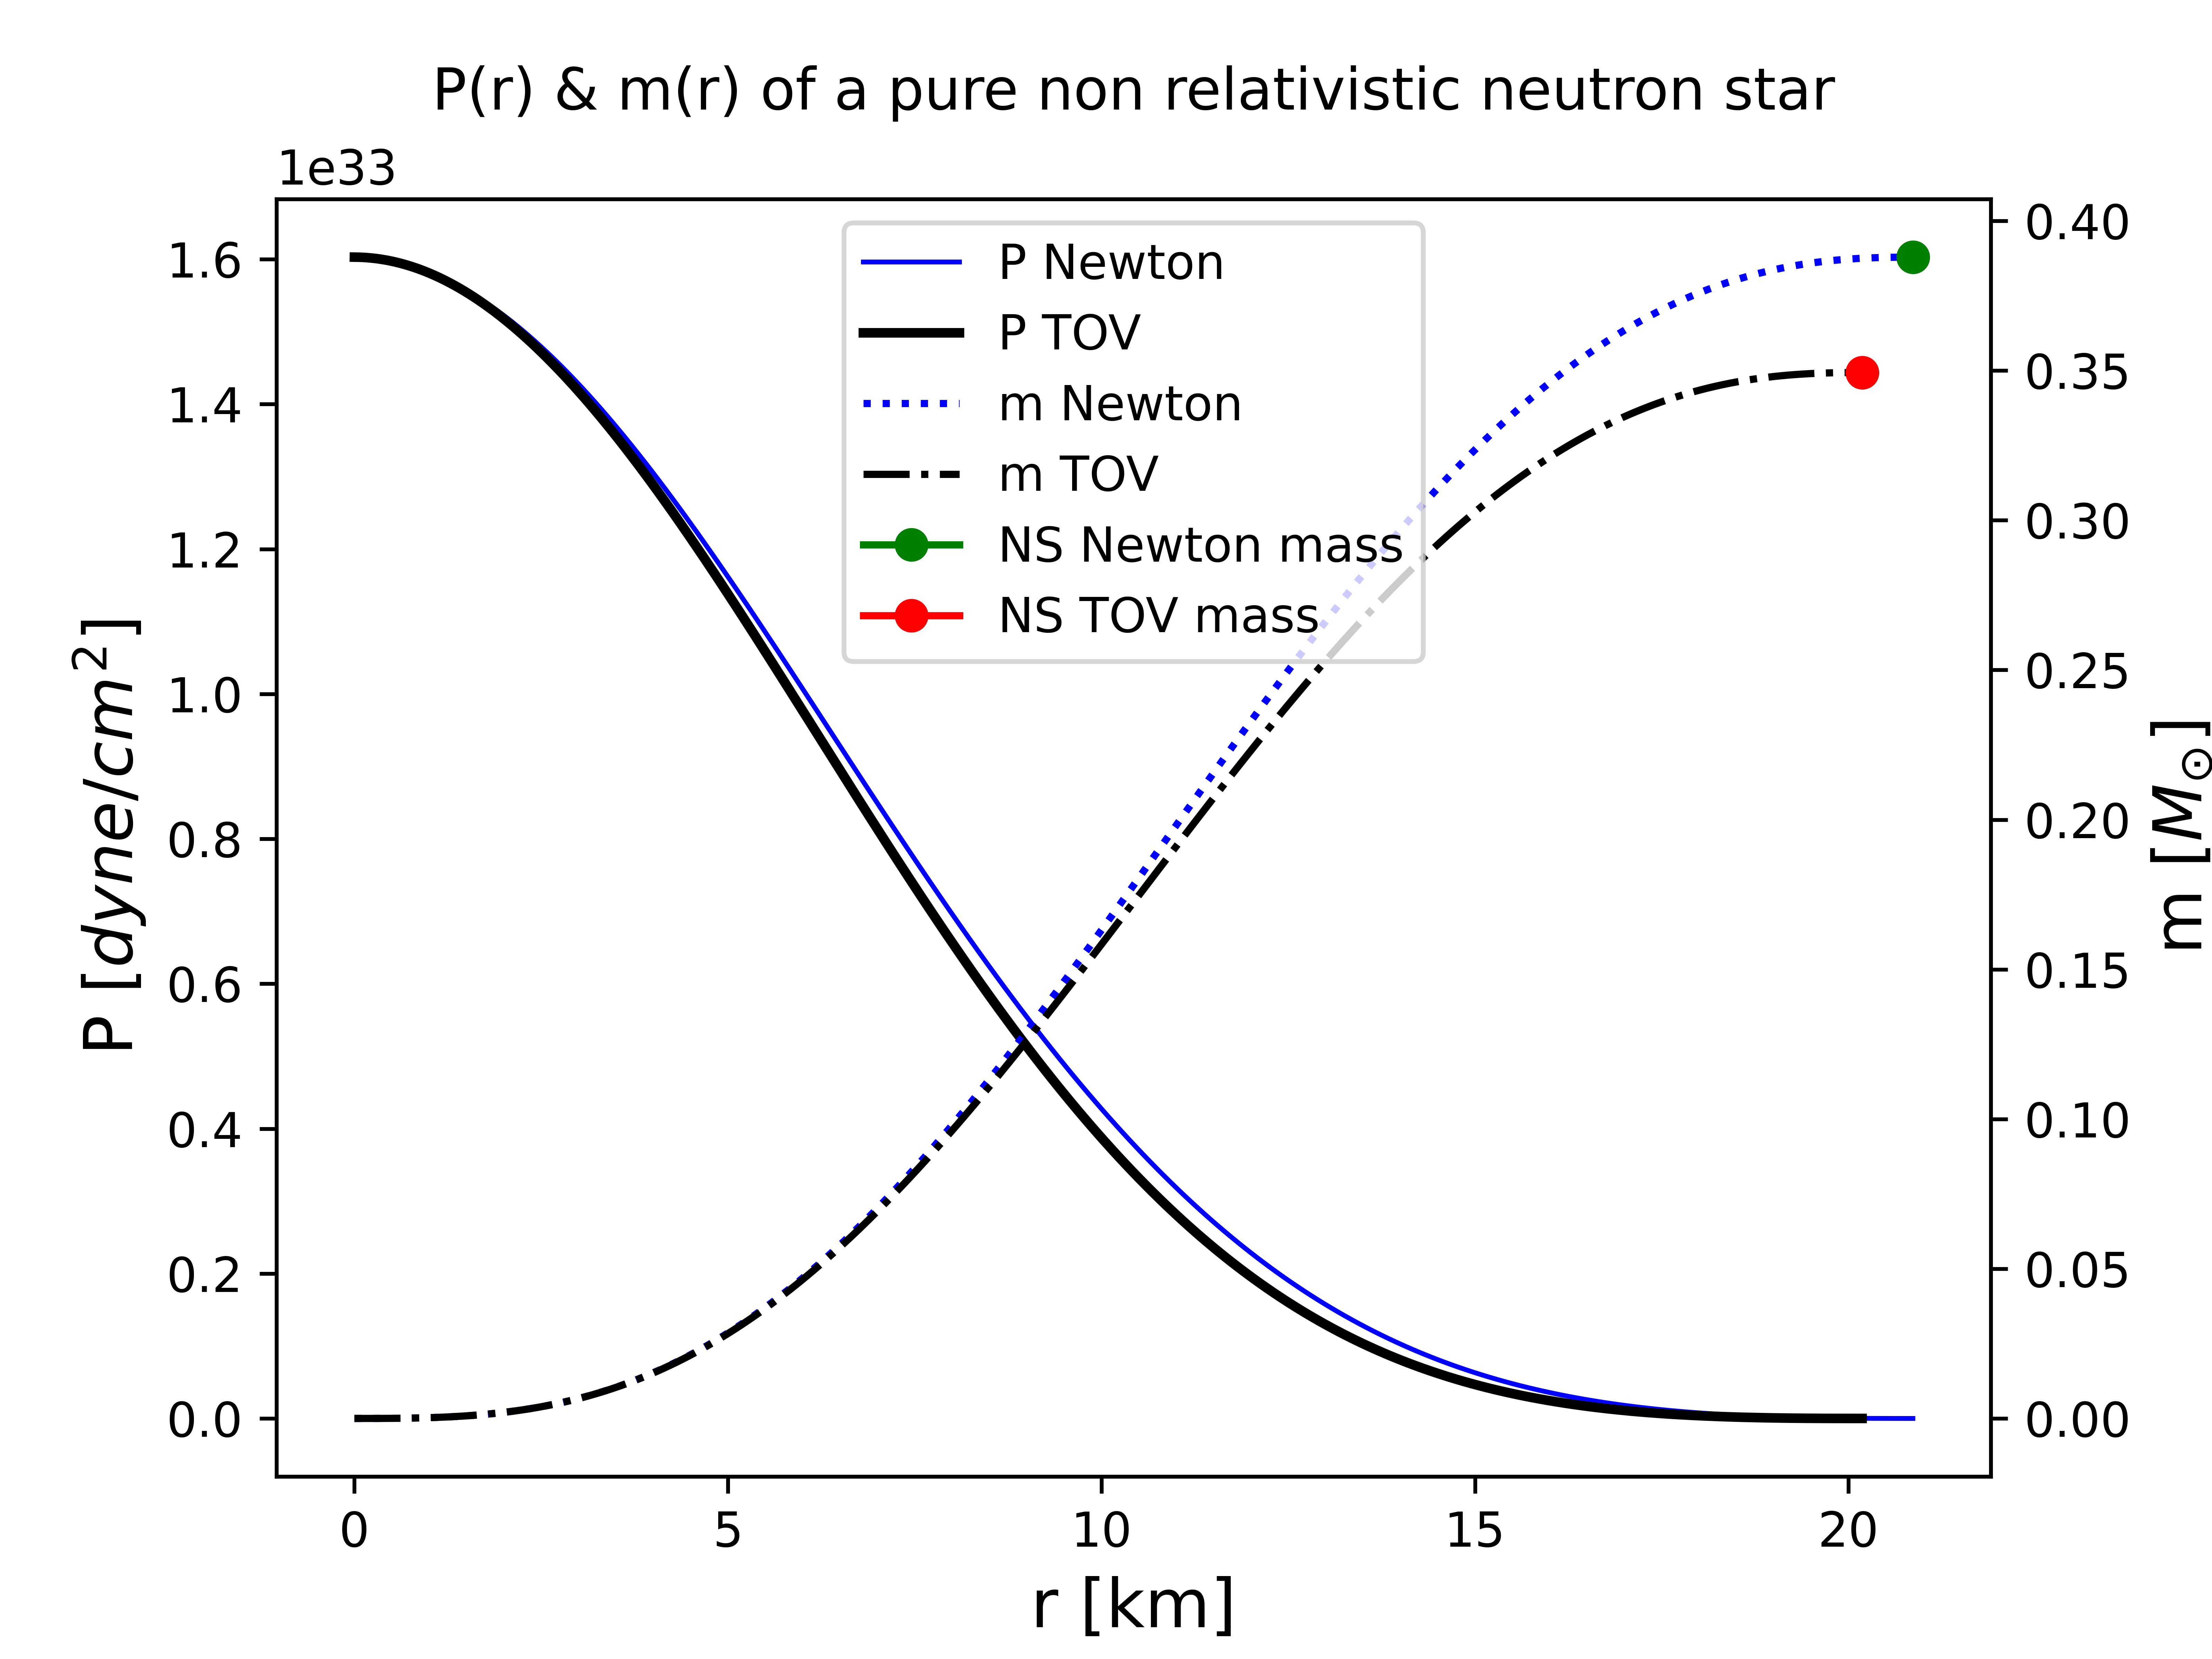 P(r) & m(r) of a pure non relativistic neutron star
1e33
P Newton
P TOV
m Newton
m TOV
NS Newton mass
NS TOV mass
1.6
1.4
1.2
1.0
0.8
0.6
0.4
0.2
0.0
P [dyne/cm²]
0.40
0.35
0.30
0.25
0.20
0.15
0.10
0.05
0.00
m [M⊙]
0 5 10 15 20
r [km]